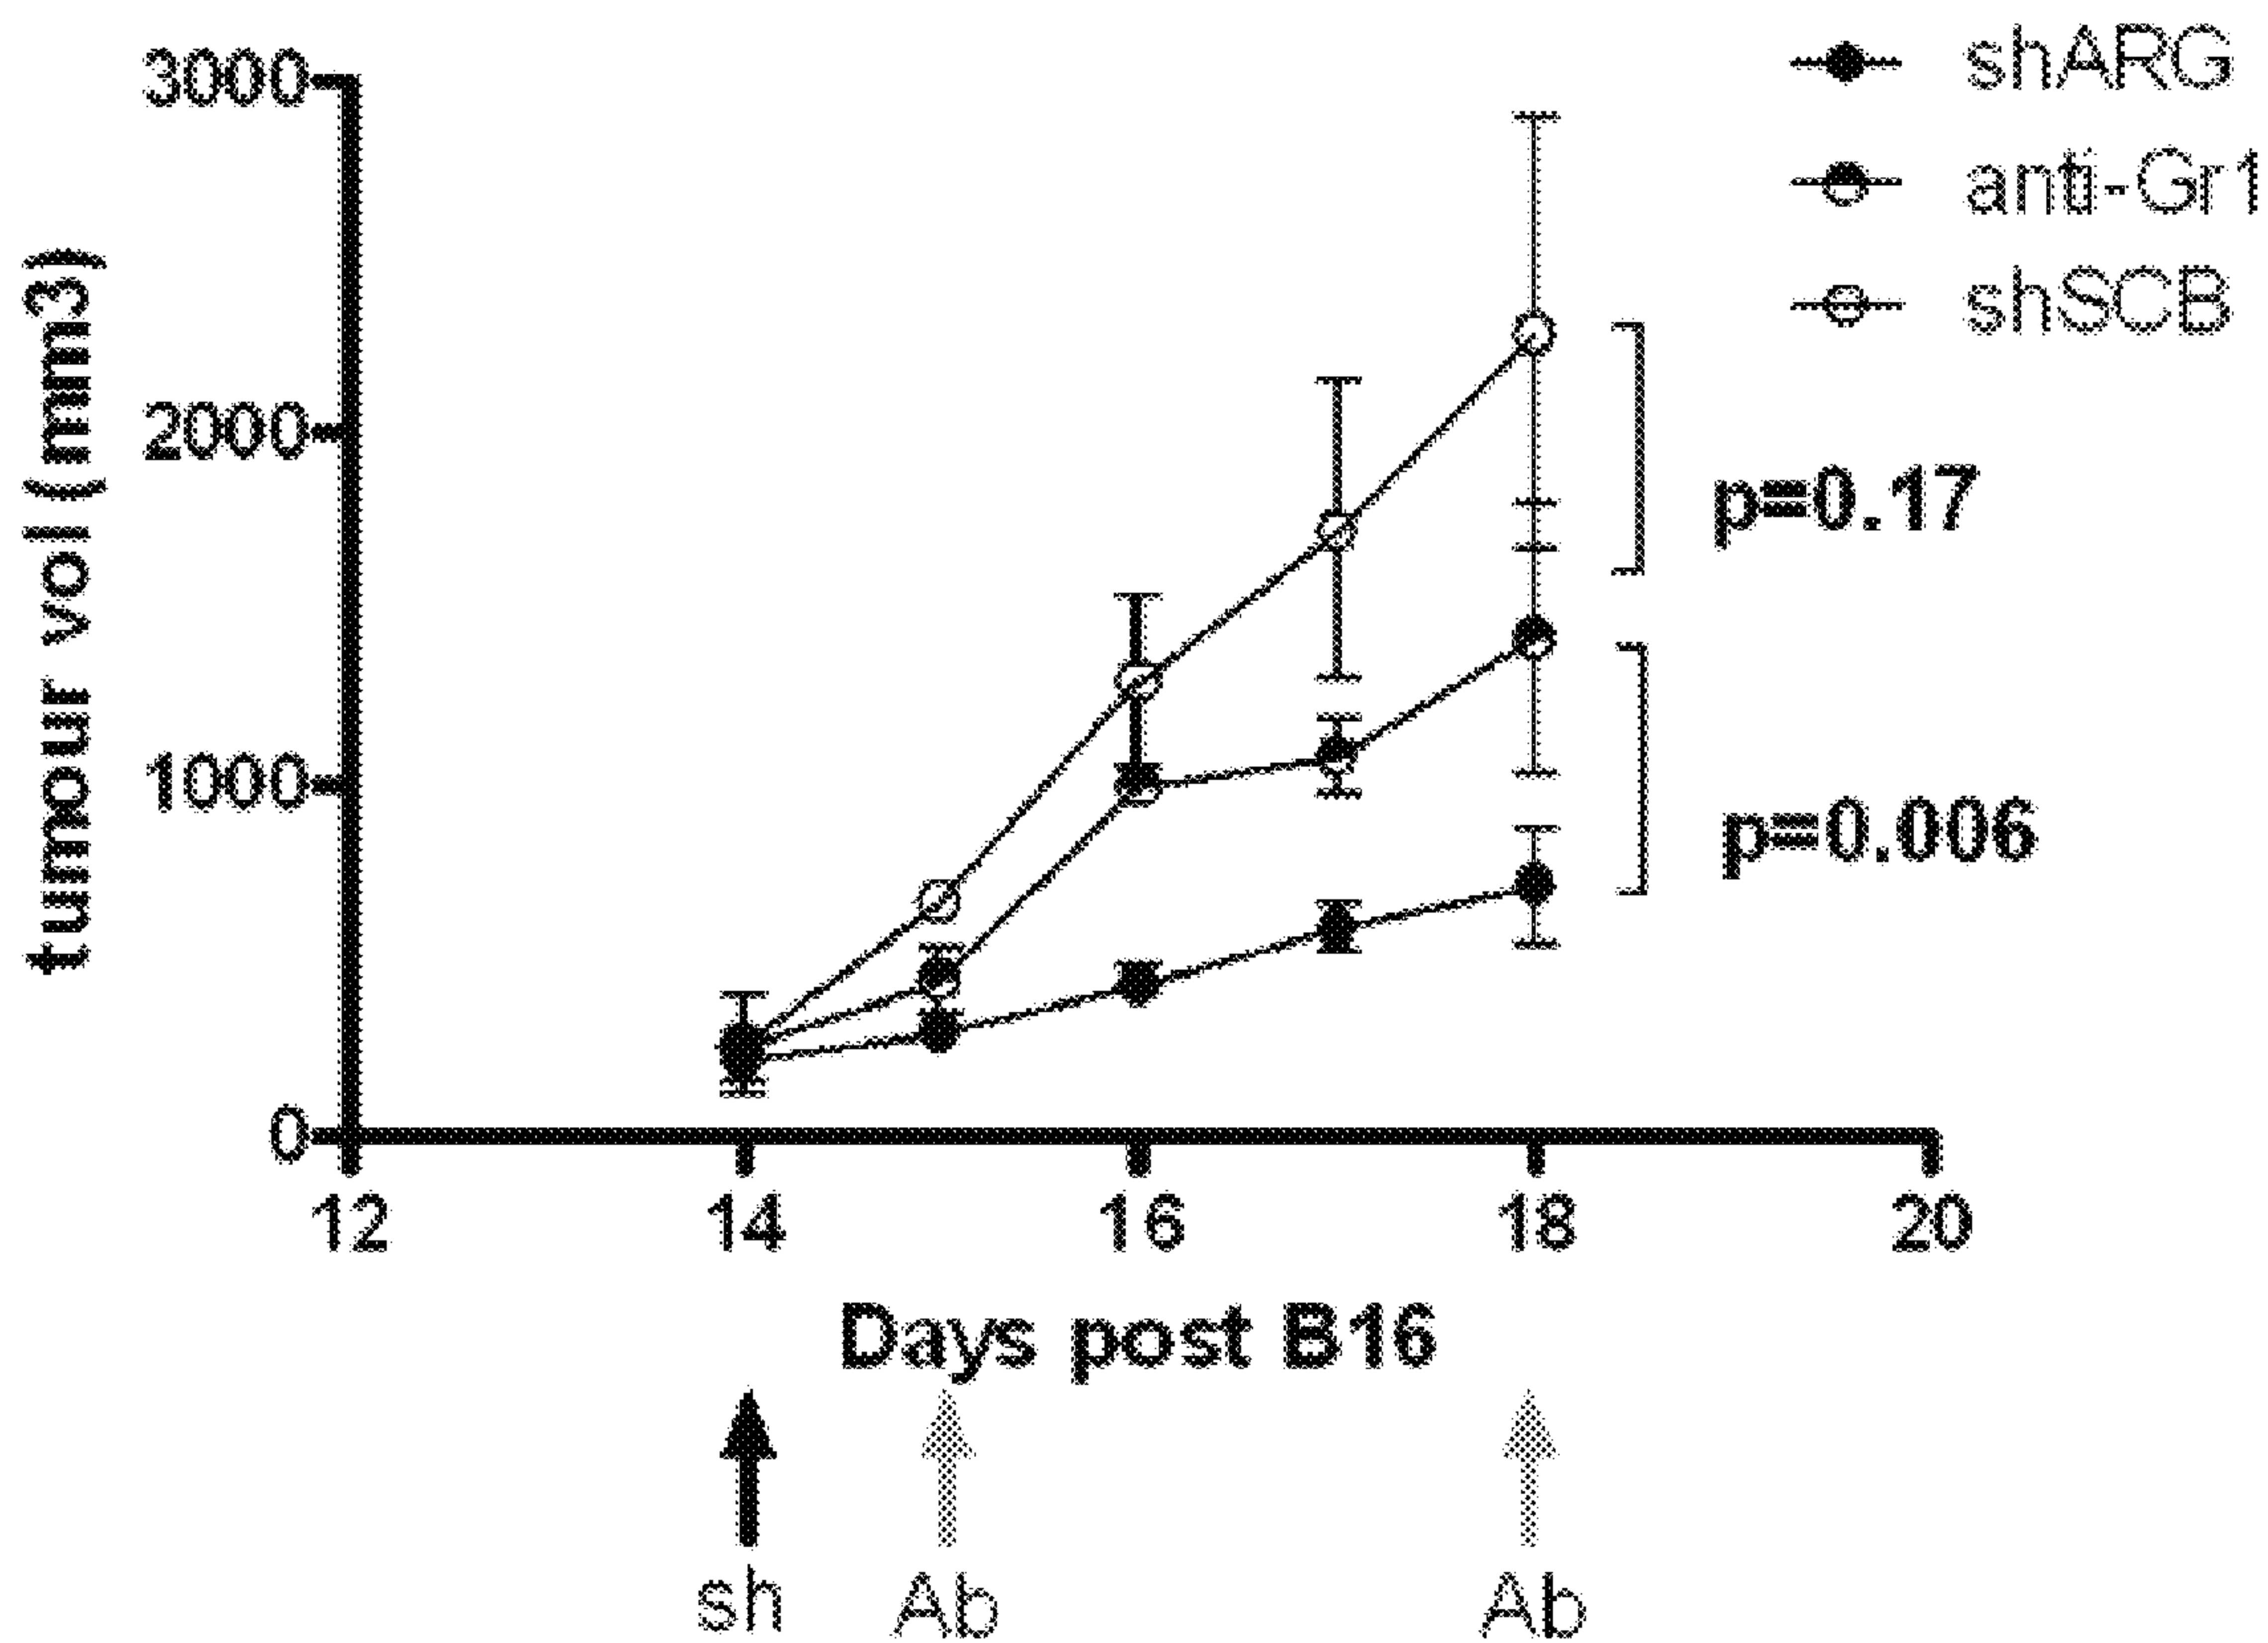 shARG
anti-Gr1
shSCB
tumour vol (mm3)
3000
2000
1000
0
p=0.17
p=0.006
12 14 16 18 20
Days post B16
sh Ab Ab